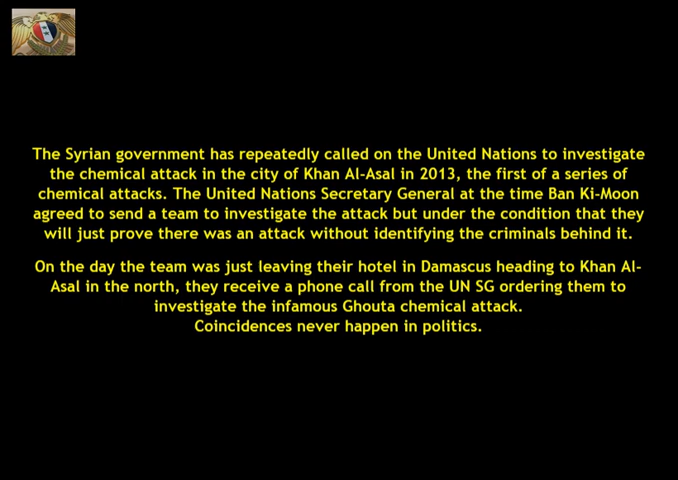 The Syrian government has repeatedly called on the United Nations to investigate
the chemical attack in the city of Khan Al-Asal in 2013, the first of a series of
chemical attacks. The United Nations Secretary General at the time Ban Ki-Moon
agreed to send a team to investigate the attack but under the condition that they
will just prove there was an attack without identifying the criminals behind it.
On the day the team was just leaving their hotel in Damascus heading to Khan Al-
Asal in the north, they receive a phone call from the UN SG ordering them to
investigate the infamous Ghouta chemical attack.
Coincidences never happen in politics.